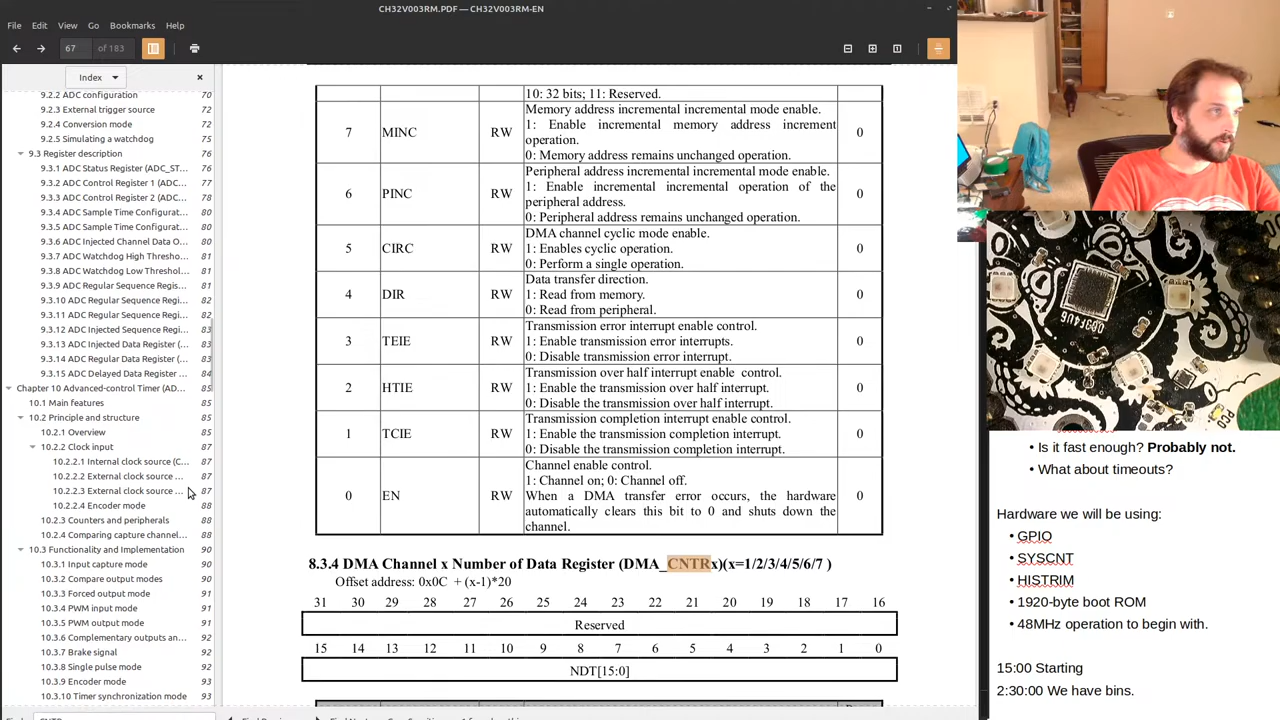 CH32V003RM.PDF — CH32V003RM-EN
File Edit View Go Bookmarks Help
67 of 183
Index
9.2.2 ADC configuration 70
9.2.3 External trigger source 72
9.2.4 Conversion mode 72
9.2.5 Simulating a watchdog 75
9.3 Register description 76
9.3.1 ADC Status Register (ADC_ST... 76
9.3.2 ADC Control Register 1 (ADC... 77
9.3.3 ADC Control Register 2 (ADC... 78
9.3.4 ADC Sample Time Configurat... 80
9.3.5 ADC Sample Time Configurat... 80
9.3.6 ADC Injected Channel Data O... 80
9.3.7 ADC Watchdog High Thresho... 81
9.3.8 ADC Watchdog Low Threshol... 81
9.3.9 ADC Regular Sequence Regis... 82
9.3.10 ADC Regular Sequence Regi... 82
9.3.11 ADC Regular Sequence Regi... 82
9.3.12 ADC Injected Sequence Regi... 83
9.3.13 ADC Injected Data Register (... 83
9.3.14 ADC Regular Data Register (... 83
9.3.15 ADC Delayed Data Register ... 84
Chapter 10 Advanced-control Timer (AD... 85
10.1 Main features 85
10.2 Principle and structure 85
10.2.1 Overview 85
10.2.2 Clock input 87
10.2.2.1 Internal clock source (C... 87
10.2.2.2 External clock source ... 87
10.2.2.3 External clock source ... 87
10.2.2.4 Encoder mode 88
10.2.3 Counters and peripherals 88
10.2.4 Comparing capture channel... 88
10.3 Functionality and Implementation 90
10.3.1 Input capture mode 90
10.3.2 Compare output modes 90
10.3.3 Forced output mode 91
10.3.4 PWM input mode 91
10.3.5 PWM output mode 91
10.3.6 Complementary outputs an... 92
10.3.7 Brake signal 92
10.3.8 Single pulse mode 92
10.3.9 Encoder mode 93
10.3.10 Timer synchronization mode 93
10: 32 bits; 11: Reserved.
7 MINC RW Memory address incremental incremental mode enable. 0
1: Enable incremental memory address increment
operation.
0: Memory address remains unchanged operation.
6 PINC RW Peripheral address incremental incremental mode enable. 0
1: Enable incremental incremental operation of the
peripheral address.
0: Peripheral address remains unchanged operation.
5 CIRC RW DMA channel cyclic mode enable. 0
1: Enables cyclic operation.
0: Perform a single operation.
4 DIR RW Data transfer direction. 0
1: Read from memory.
0: Read from peripheral.
3 TEIE RW Transmission error interrupt enable control. 0
1: Enable transmission error interrupts.
0: Disable transmission error interrupt.
2 HTIE RW Transmission over half interrupt enable control. 0
1: Enable the transmission over half interrupt.
0: Disable the transmission over half interrupt.
1 TCIE RW Transmission completion interrupt enable control. 0
1: Enable the transmission completion interrupt.
0: Disable the transmission completion interrupt.
0 EN RW Channel enable control. 0
1: Channel on; 0: Channel off.
When a DMA transfer error occurs, the hardware
automatically clears this bit to 0 and shuts down the
channel.
8.3.4 DMA Channel x Number of Data Register (DMA_CNTRx)(x=1/2/3/4/5/6/7 )
Offset address: 0x0C + (x-1)*20
31 30 29 28 27 26 25 24 23 22 21 20 19 18 17 16
Reserved
15 14 13 12 11 10 9 8 7 6 5 4 3 2 1 0
NDT[15:0]
• Is it fast enough? Probably not.
• What about timeouts?
Hardware we will be using:
• GPIO
• SYSCNT
• HISTRIM
• 1920-byte boot ROM
• 48MHz operation to begin with.
15:00 Starting
2:30:00 We have bins.